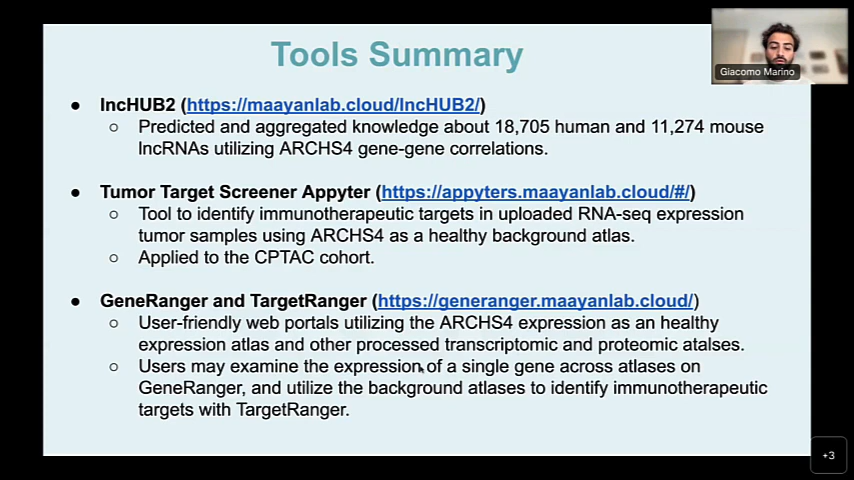 Tools Summary
Giacomo Marino
● lncHUB2 (https://maayanlab.cloud/lncHUB2/)
○ Predicted and aggregated knowledge about 18,705 human and 11,274 mouse
lncRNAs utilizing ARCHS4 gene-gene correlations.
● Tumor Target Screener Appyter (https://appyters.maayanlab.cloud/#/)
○ Tool to identify immunotherapeutic targets in uploaded RNA-seq expression
tumor samples using ARCHS4 as a healthy background atlas.
○ Applied to the CPTAC cohort.
● GeneRanger and TargetRanger (https://generanger.maayanlab.cloud/)
○ User-friendly web portals utilizing the ARCHS4 expression as an healthy
expression atlas and other processed transcriptomic and proteomic atalses.
○ Users may examine the expression of a single gene across atlases on
GeneRanger, and utilize the background atlases to identify immunotherapeutic
targets with TargetRanger.
+3